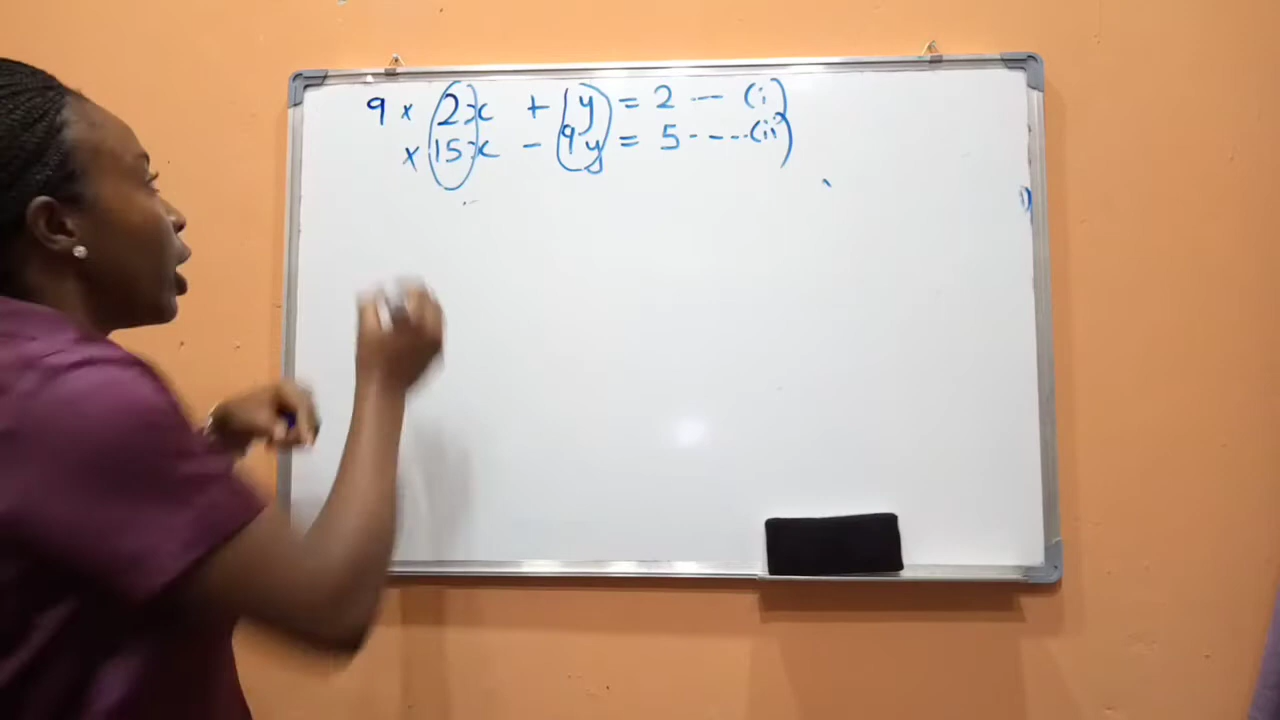 9 × 2x + y = 2 --- (i)
× 15x - 9y = 5 ----- (ii)